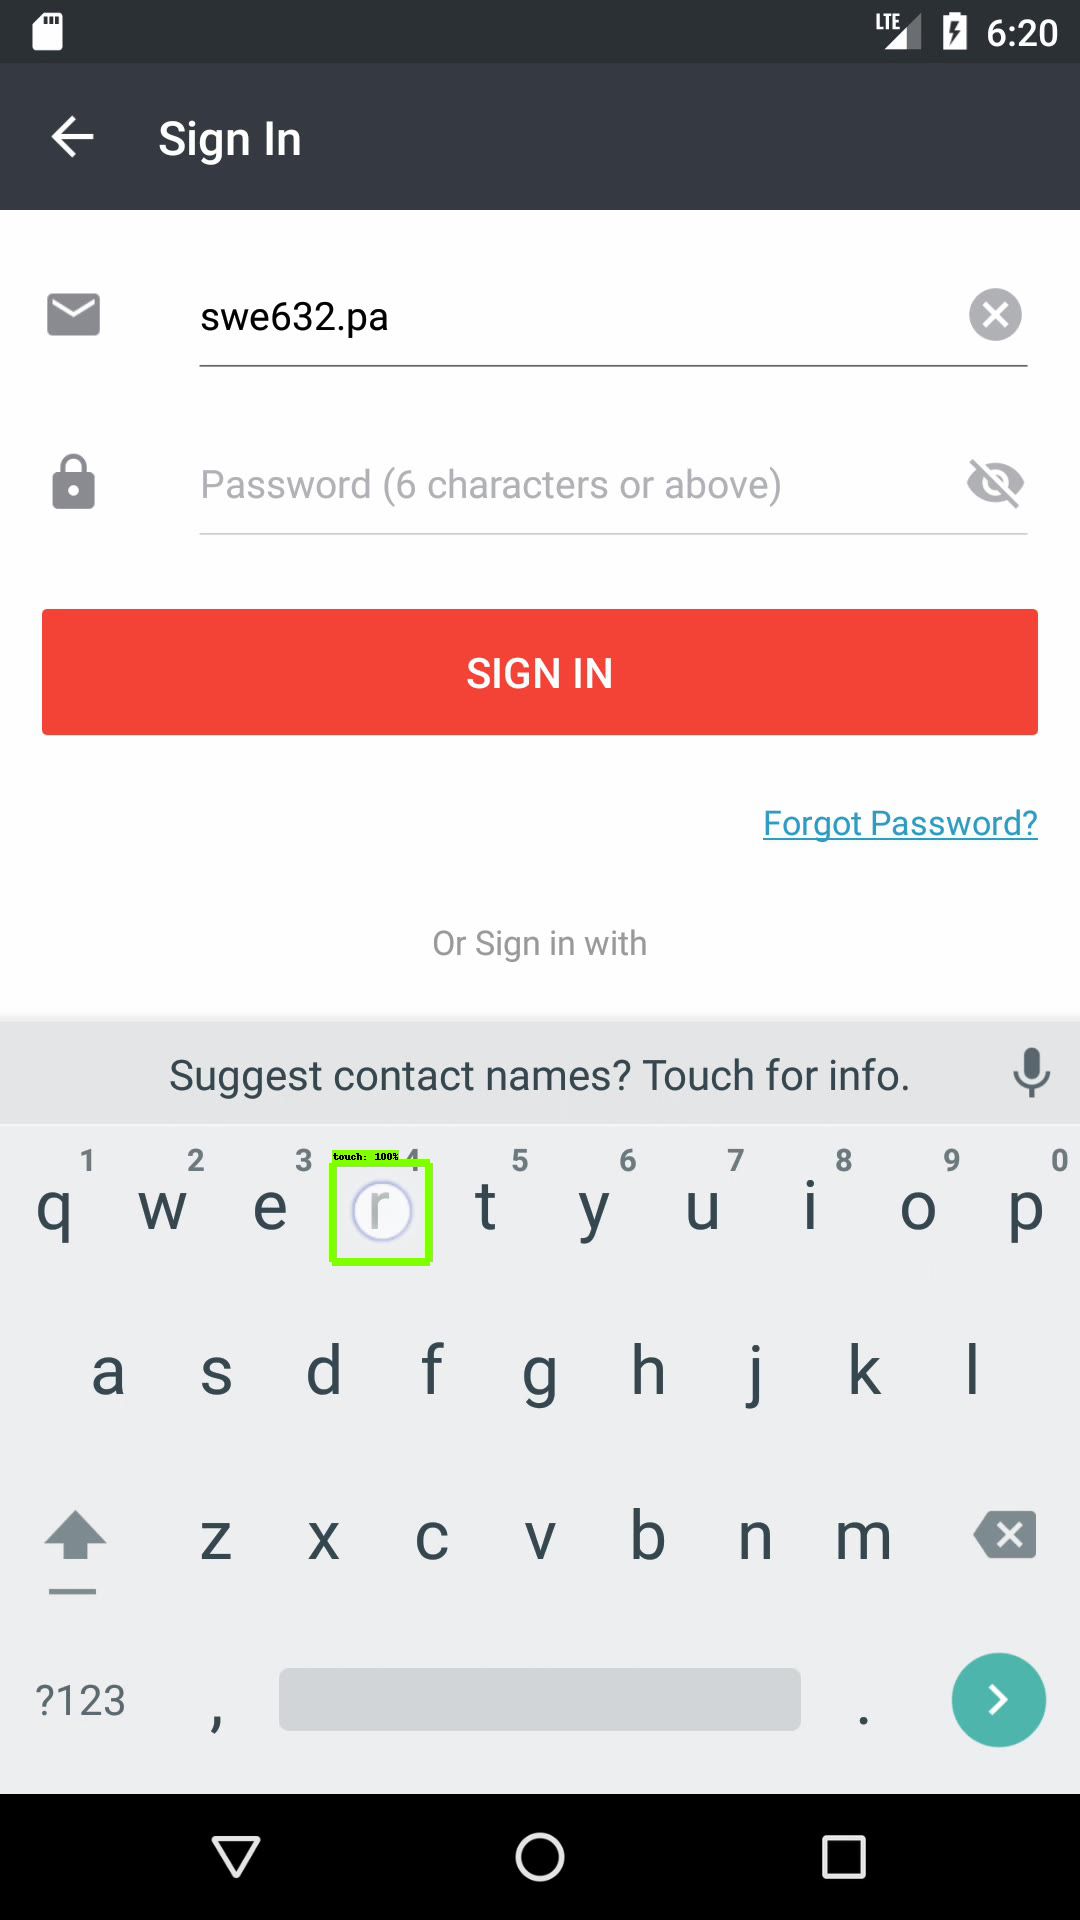 LTE 6:20
Sign In
swe632.pa
Password (6 characters or above)
SIGN IN
Forgot Password?
Or Sign in with
Suggest contact names? Touch for info.
touch: 100%
1 2 3 4 5 6 7 8 9 0
q w e r t y u i o p
a s d f g h j k l
z x c v b n m
?123 , .